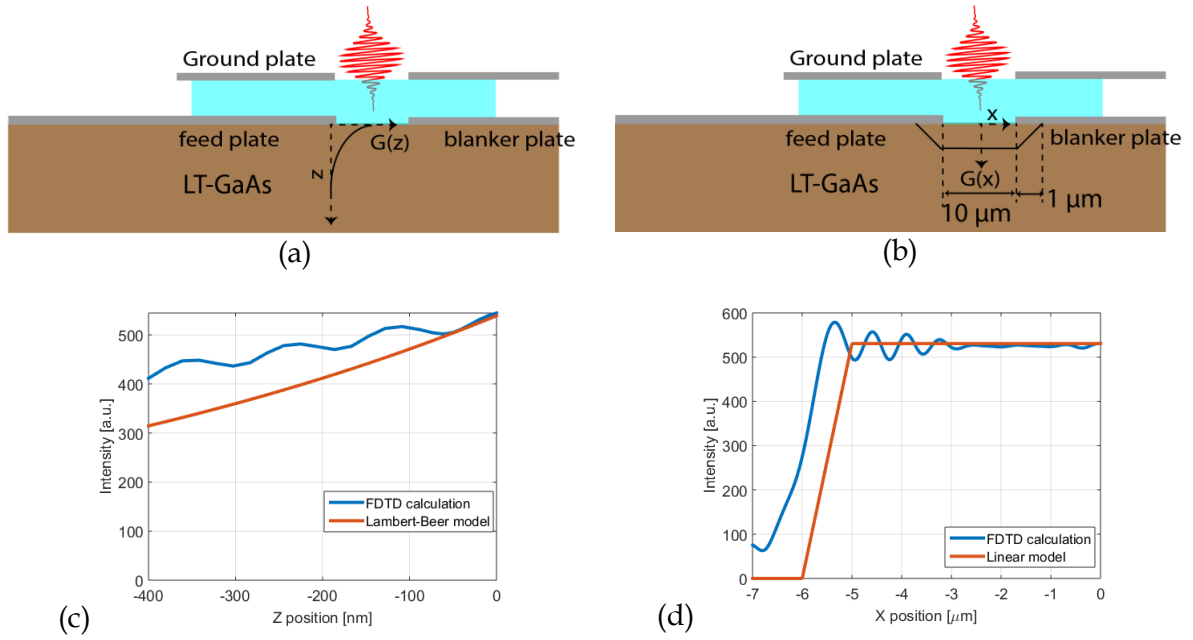 Ground plate
feed plate
G(z)
blanker plate
z
LT-GaAs
(a)
Ground plate
x
feed plate
blanker plate
G(x)
LT-GaAs
1 µm
10 µm
(b)
Intensity [a.u.]
500
400
300
200
100
0
FDTD calculation
Lambert-Beer model
-400 -300 -200 -100 0
Z position [nm]
(c)
Intensity [a.u.]
600
500
400
300
200
100
0
FDTD calculation
Linear model
-7 -6 -5 -4 -3 -2 -1 0
X position [µm]
(d)